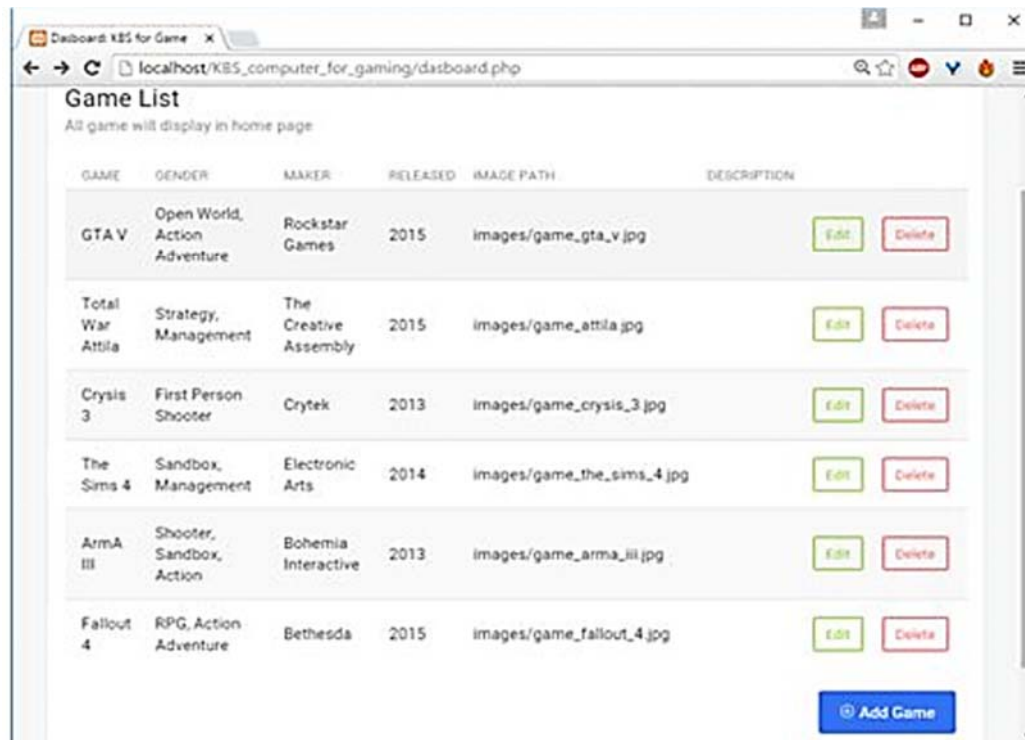 Dasboard: KBS for Game
localhost/KBS_computer_for_gaming/dasboard.php
Game List
All game will display in home page
GAME GENDER MAKER RELEASED IMAGE PATH DESCRIPTION
GTA V Open World, Action Adventure Rockstar Games 2015 images/game_gta_v.jpg Edit Delete
Total War Attila Strategy, Management The Creative Assembly 2015 images/game_attila.jpg Edit Delete
Crysis 3 First Person Shooter Crytek 2013 images/game_crysis_3.jpg Edit Delete
The Sims 4 Sandbox, Management Electronic Arts 2014 images/game_the_sims_4.jpg Edit Delete
ArmA III Shooter, Sandbox, Action Bohemia Interactive 2013 images/game_arma_iii.jpg Edit Delete
Fallout 4 RPG, Action Adventure Bethesda 2015 images/game_fallout_4.jpg Edit Delete
Add Game